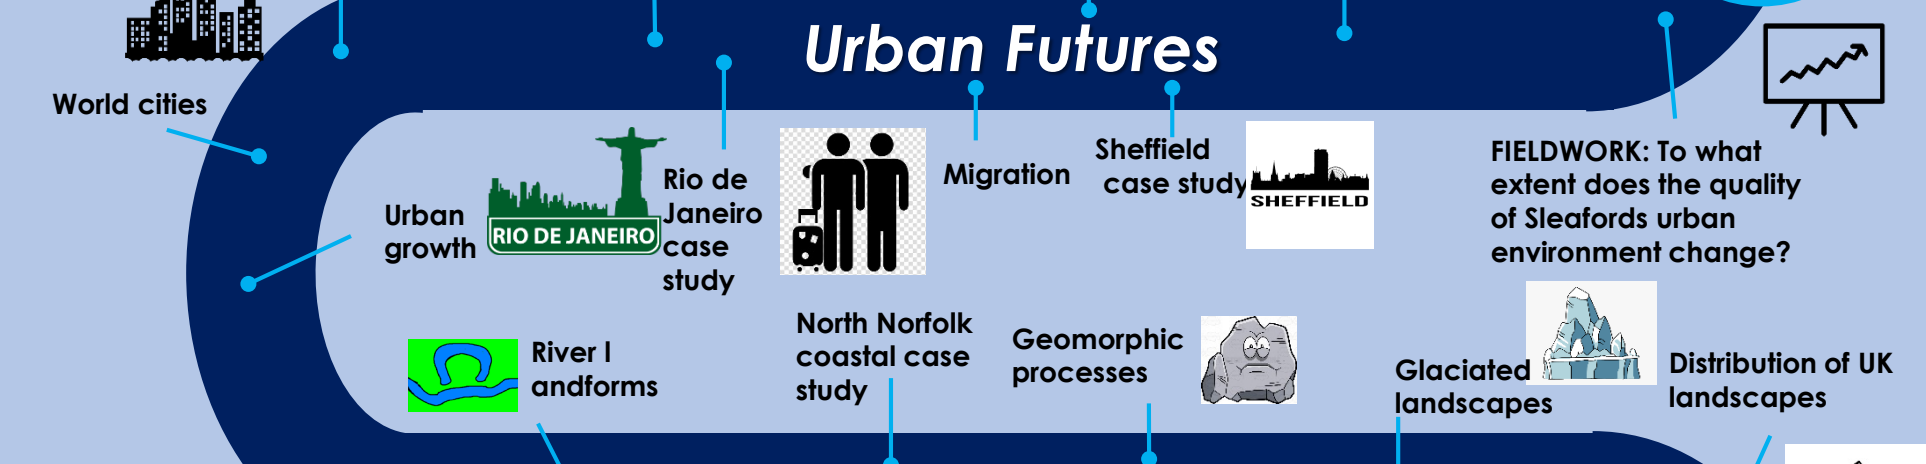 Urban Futures
World cities
Urban
growth
RIO DE JANEIRO
Rio de
Janeiro
case
study
Migration
Sheffield
case study
SHEFFIELD
FIELDWORK: To what
extent does the quality
of Sleafords urban
environment change?
River l
andforms
North Norfolk
coastal case
study
Geomorphic
processes
Glaciated
landscapes
Distribution of UK
landscapes